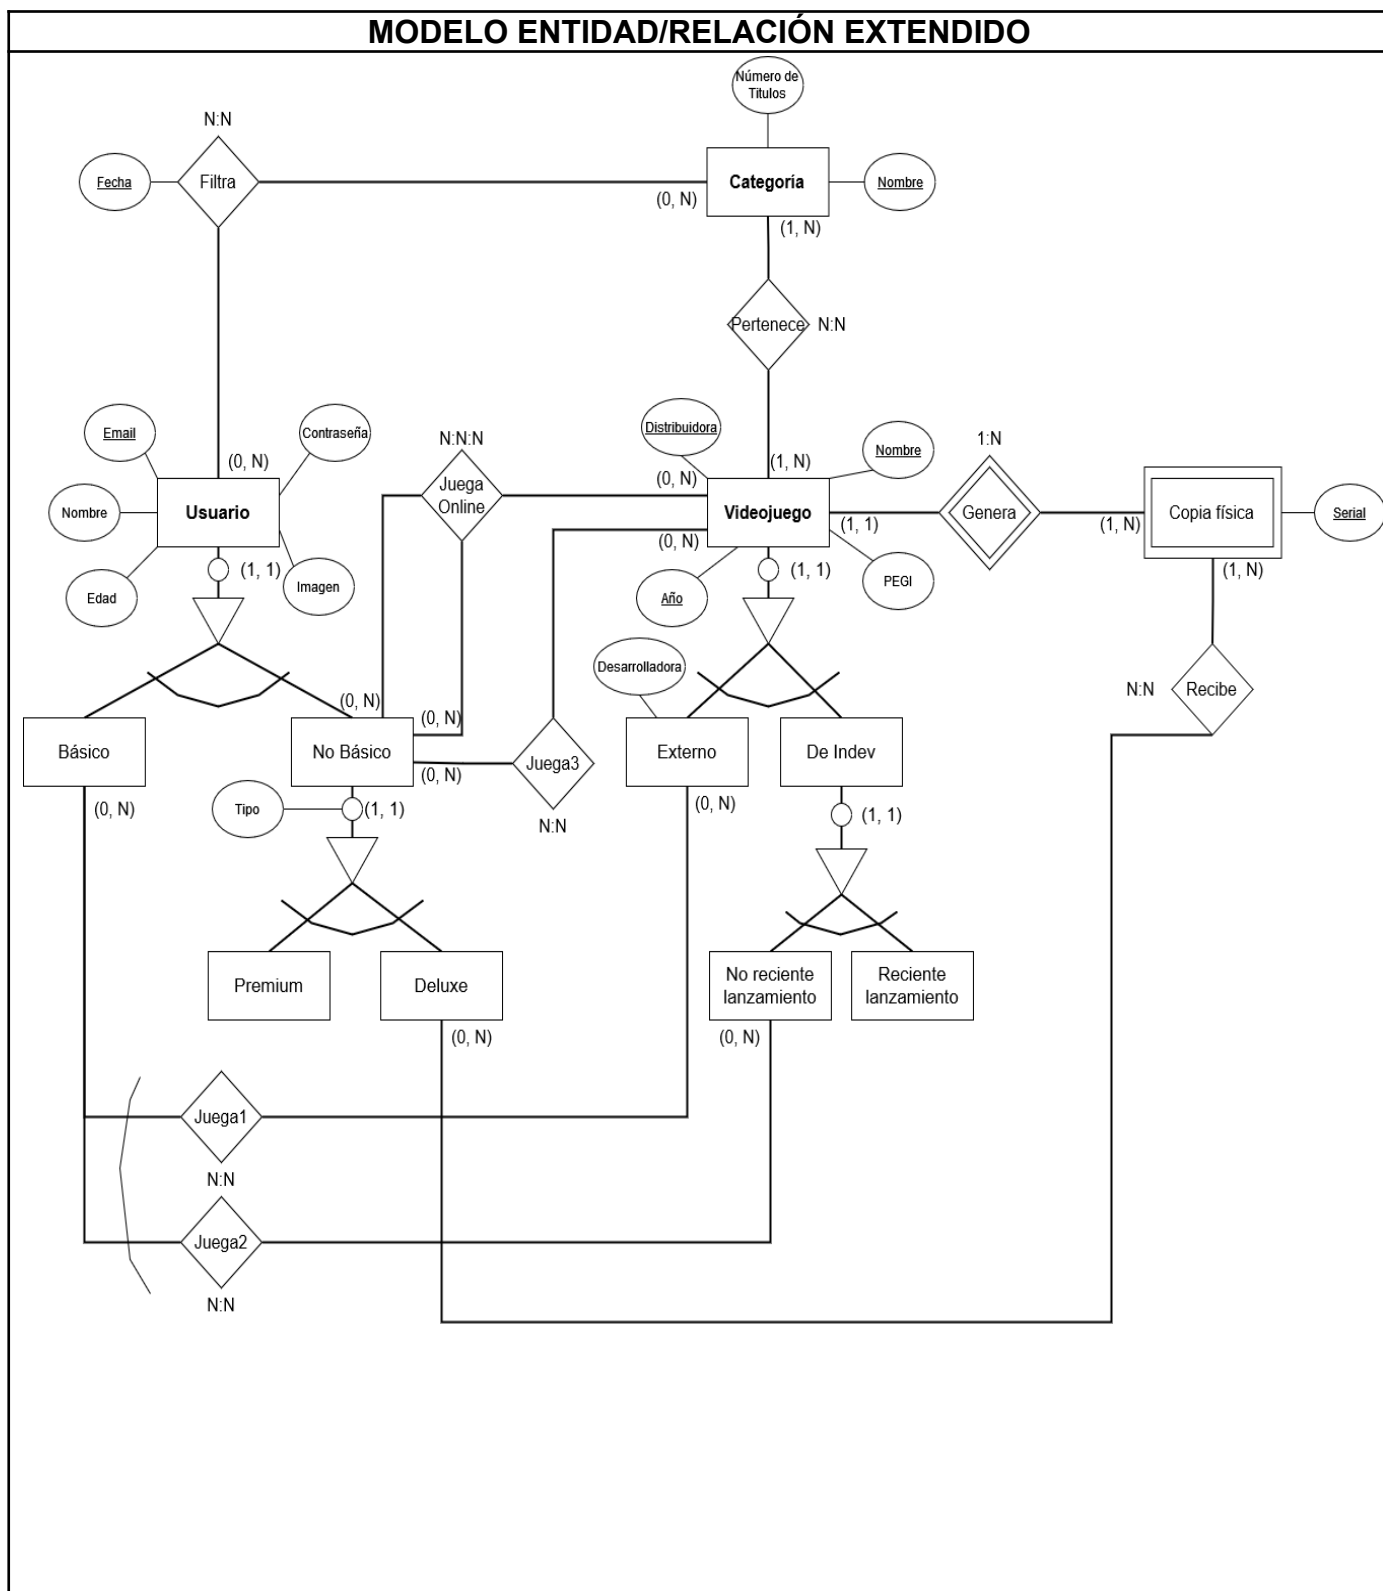 MODELO ENTIDAD/RELACIÓN EXTENDIDO
Número de
Titulos
N:N
Fecha
Filtra
Categoría
Nombre
(0, N)
(1, N)
Pertenece
N:N
Email
Contraseña
(0, N)
Nombre
Usuario
Edad
Imagen
(1, 1)
N:N:N
Juega
Online
Distribuidora
Nombre
(0, N)
(1, N)
Videojuego
(0, N)
(1, 1)
Año
(1, 1)
PEGI
1:N
Genera
(1, N)
Copia física
Serial
(1, N)
Desarrolladora
N:N
Recibe
(0, N)
(0, N)
Básico
No Básico
(0, N)
Juega3
N:N
Externo
De Indev
(0, N)
Tipo
(1, 1)
(0, N)
(1, 1)
Premium
Deluxe
No reciente
lanzamiento
Reciente
lanzamiento
(0, N)
(0, N)
Juega1
N:N
Juega2
N:N